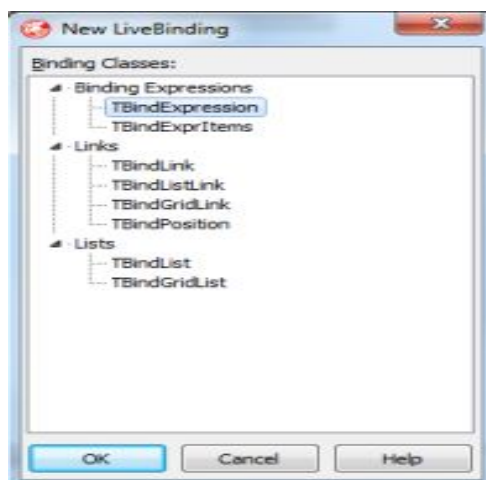 New LiveBinding
Binding Classes:
Binding Expressions
TBindExpression
TBindExprItems
Links
TBindLink
TBindListLink
TBindGridLink
TBindPosition
Lists
TBindList
TBindGridList
OK Cancel Help